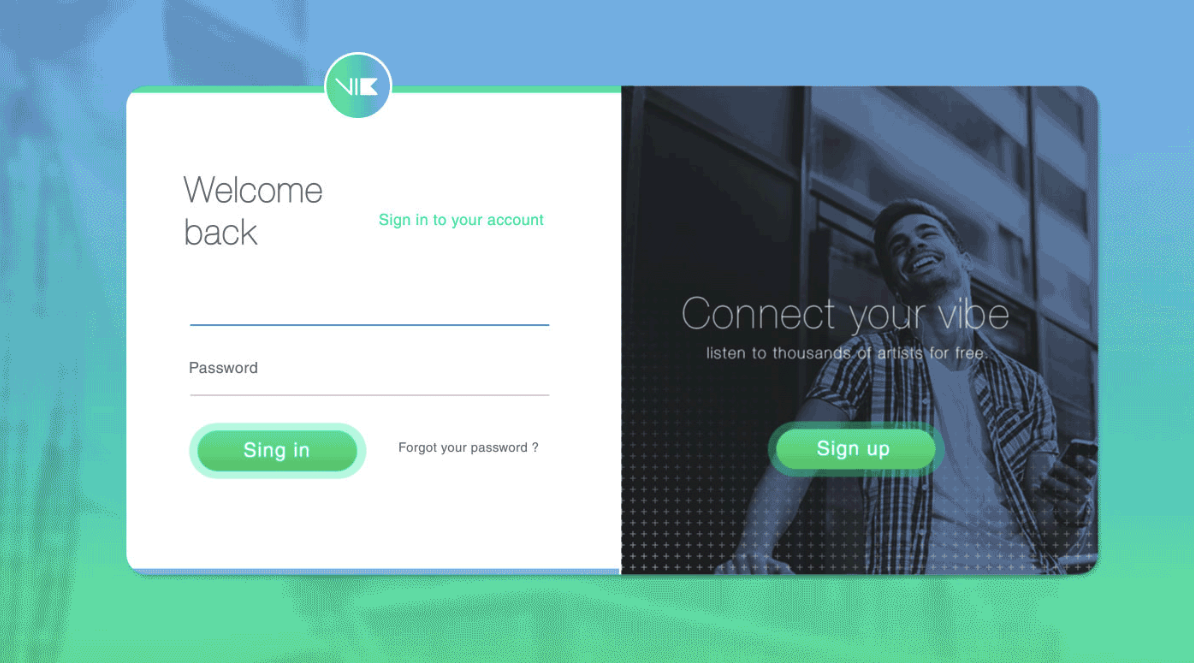 Welcome
back
Sign in to your account
Password
Sing in
Forgot your password ?
Connect your vibe
listen to thousands of artists for free.
Sign up